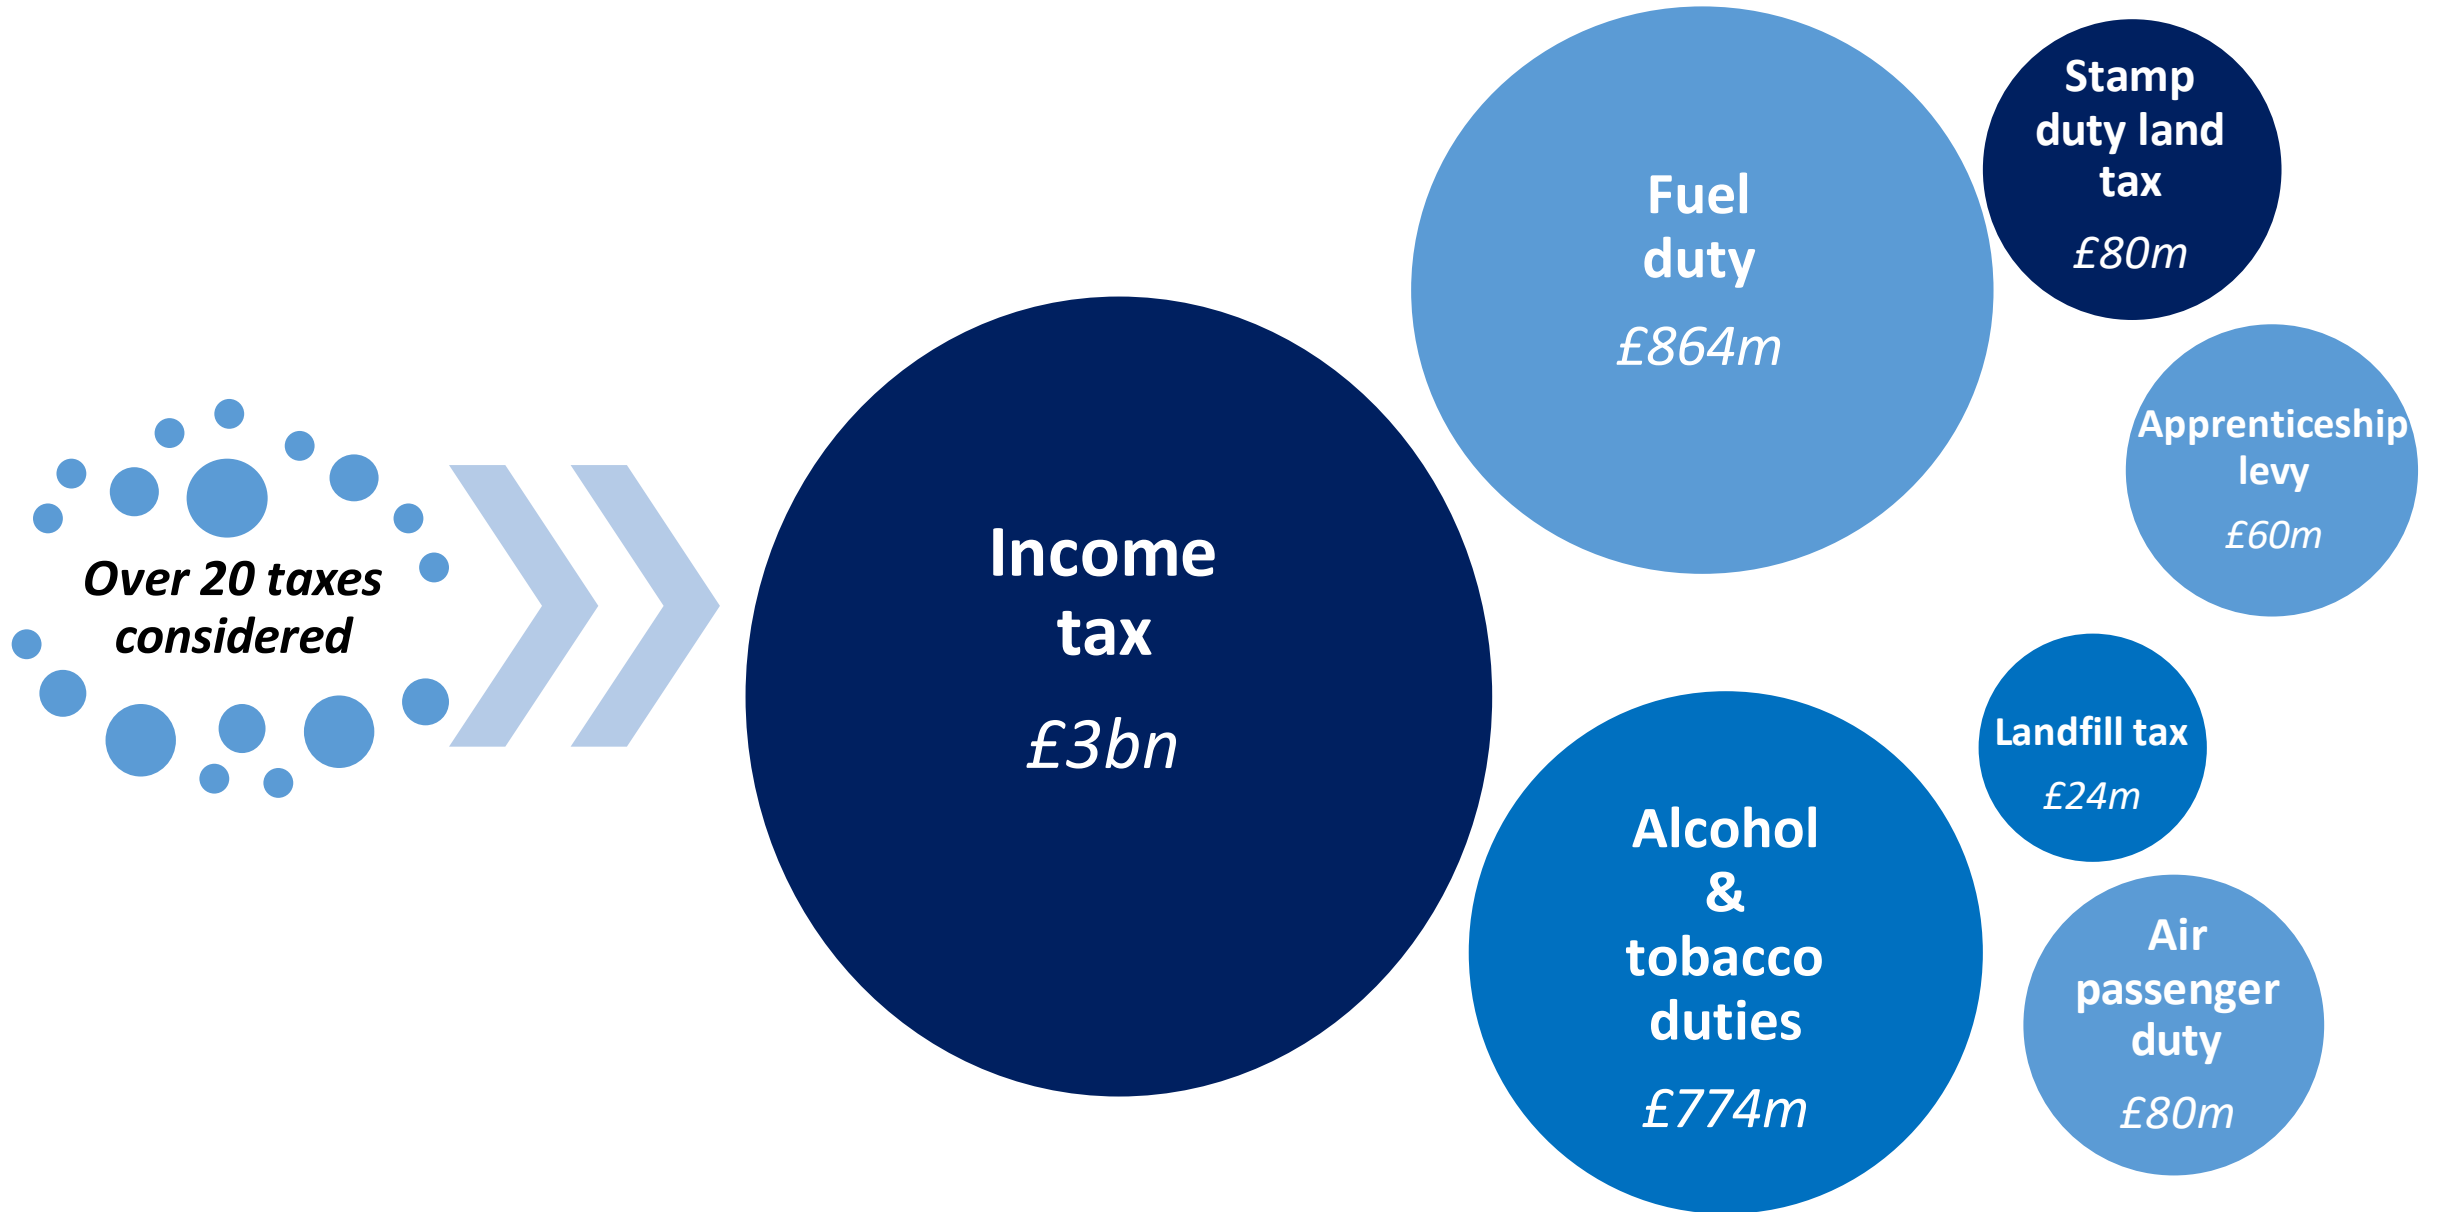 Over 20 taxes
considered
Income
tax
£3bn
Fuel
duty
£864m
Stamp
duty land
tax
£80m
Apprenticeship
levy
£60m
Landfill tax
£24m
Alcohol
&
tobacco
duties
£774m
Air
passenger
duty
£80m